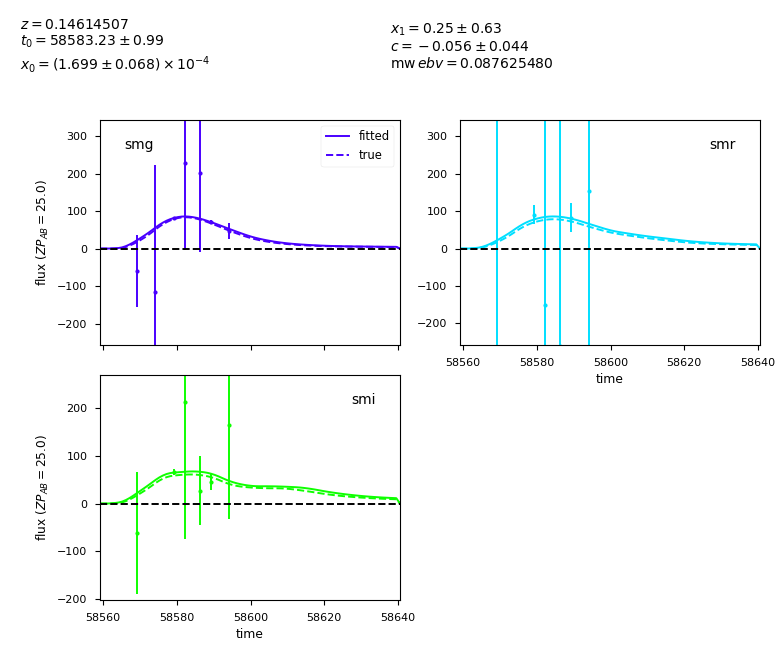 z = 0.14614507
t₀ = 58583.23 ± 0.99
x₀ = (1.699 ± 0.068) × 10⁻⁴
x₁ = 0.25 ± 0.63
c = −0.056 ± 0.044
mw ebv = 0.087625480
smg
fitted
true
300
200
100
0
−100
−200
flux (ZP_AB = 25.0)
smr
300
200
100
0
−100
−200
58560 58580 58600 58620 58640
time
smi
200
100
0
−100
−200
flux (ZP_AB = 25.0)
58560 58580 58600 58620 58640
time